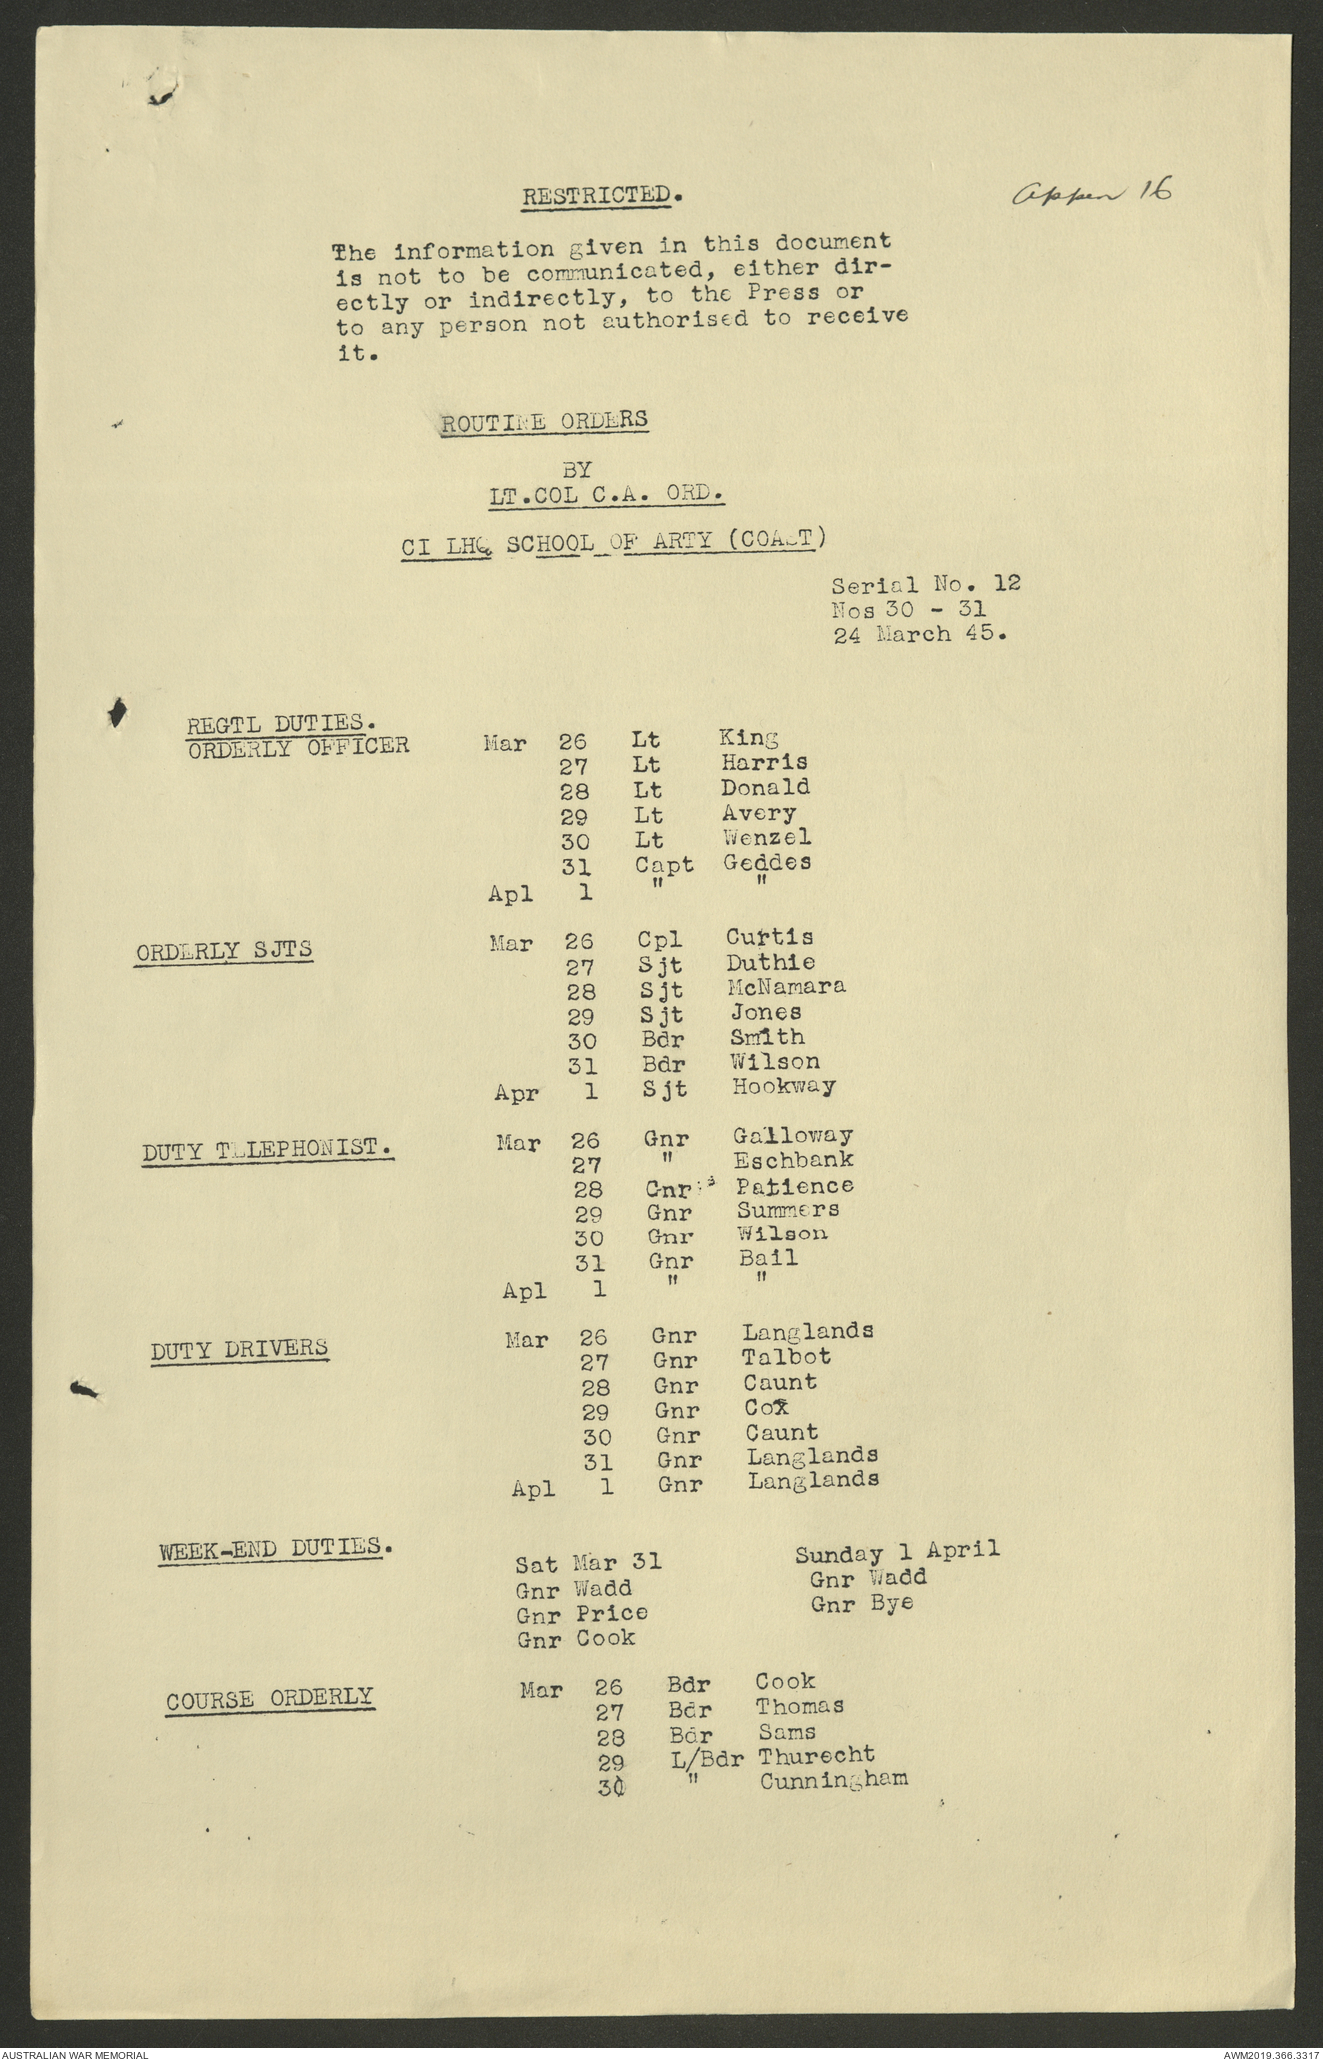 RESTRICTED.
Appen 16
The information given in this document
is not to be communicated, either dir-
ectly or indirectly, to the Press or
to any person not authorised to receive
it.
ROUTINE ORDERS
BY
LT.COL C.A. ORD.
CI LHQ SCHOOL OF ARTY (COAST)
Serial No. 12
Nos 30 - 31
24 March 45.
REGTL DUTIES.
ORDERLY OFFICER Mar 26 Lt King
27 Lt Harris
28 Lt Donald
29 Lt Avery
30 Lt Wenzel
31 Capt Geddes
Apl 1 " "
ORDERLY SJTS Mar 26 Cpl Curtis
27 Sjt Duthie
28 Sjt McNamara
29 Sjt Jones
30 Bdr Smith
31 Bdr Wilson
Apr 1 Sjt Hookway
DUTY TELEPHONIST. Mar 26 Gnr Galloway
27 " Eschbank
28 Gnr Patience
29 Gnr Summers
30 Gnr Wilson
31 Gnr Bail
Apl 1 " "
DUTY DRIVERS Mar 26 Gnr Langlands
27 Gnr Talbot
28 Gnr Caunt
29 Gnr Cox
30 Gnr Caunt
31 Gnr Langlands
Apl 1 Gnr Langlands
WEEK-END DUTIES.
Sat Mar 31 Sunday 1 April
Gnr Wadd Gnr Wadd
Gnr Price Gnr Bye
Gnr Cook
COURSE ORDERLY Mar 26 Bdr Cook
27 Bdr Thomas
28 Bdr Sams
29 L/Bdr Thurecht
30 " Cunningham
AUSTRALIAN WAR MEMORIAL
AWM2019.366.3317